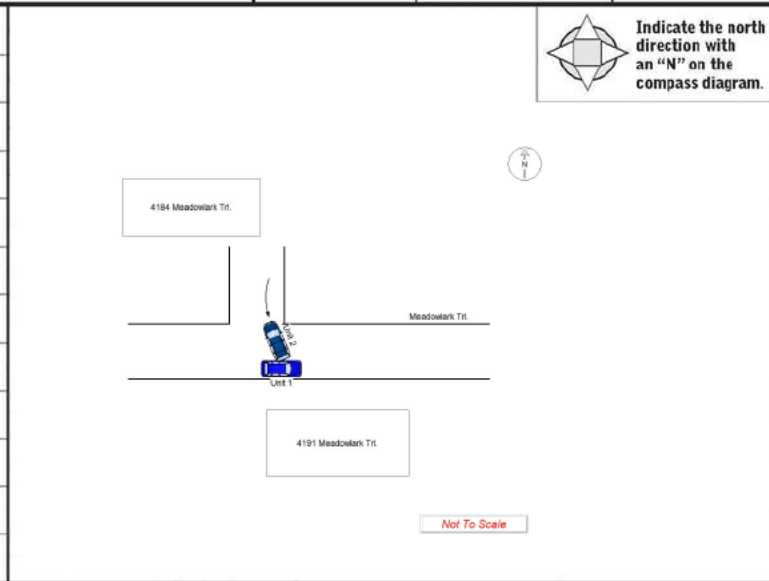 Indicate the north
direction with
an “N” on the
compass diagram.
N
4184 Meadowlark Trl.
Meadowlark Trl.
Unit 2
Unit 1
4191 Meadowlark Trl.
Not To Scale